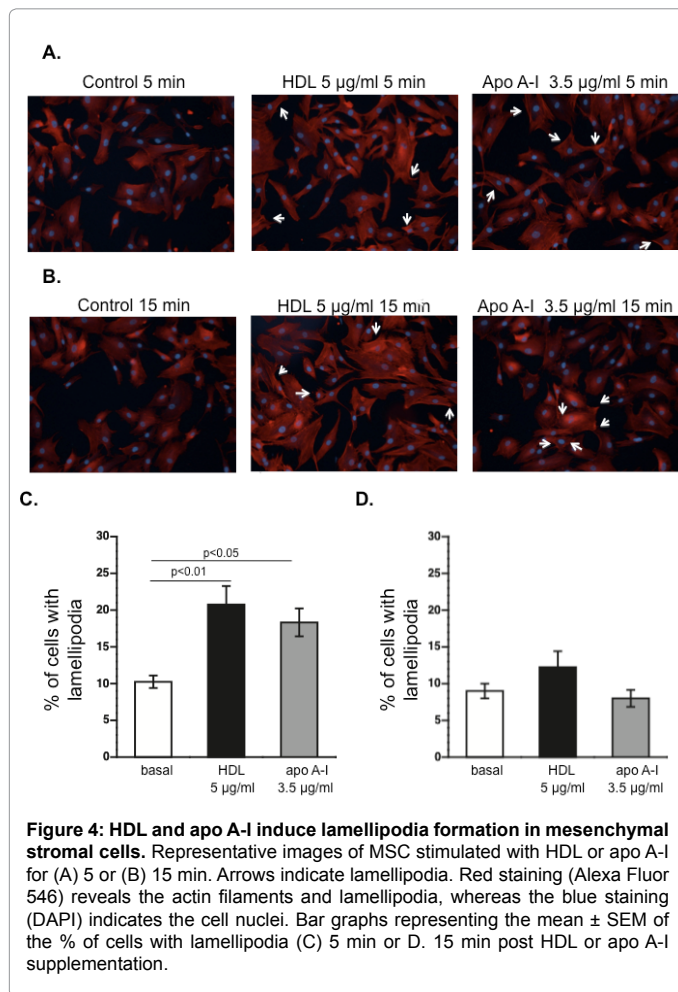 A.
Control 5 min
HDL 5 µg/ml 5 min
Apo A-I 3.5 µg/ml 5 min
B.
Control 15 min
HDL 5 µg/ml 15 min
Apo A-I 3.5 µg/ml 15 min
C.
30
25
20
15
10
5
0
% of cells with
lamellipodia
p<0.05
p<0.01
basal
HDL
5 µg/ml
apo A-I
3.5 µg/ml
D.
30
25
20
15
10
5
0
% of cells with
lamellipodia
basal
HDL
5 µg/ml
apo A-I
3.5 µg/ml
Figure 4: HDL and apo A-I induce lamellipodia formation in mesenchymal
stromal cells. Representative images of MSC stimulated with HDL or apo A-I
for (A) 5 or (B) 15 min. Arrows indicate lamellipodia. Red staining (Alexa Fluor
546) reveals the actin filaments and lamellipodia, whereas the blue staining
(DAPI) indicates the cell nuclei. Bar graphs representing the mean ± SEM of
the % of cells with lamellipodia (C) 5 min or D. 15 min post HDL or apo A-I
supplementation.